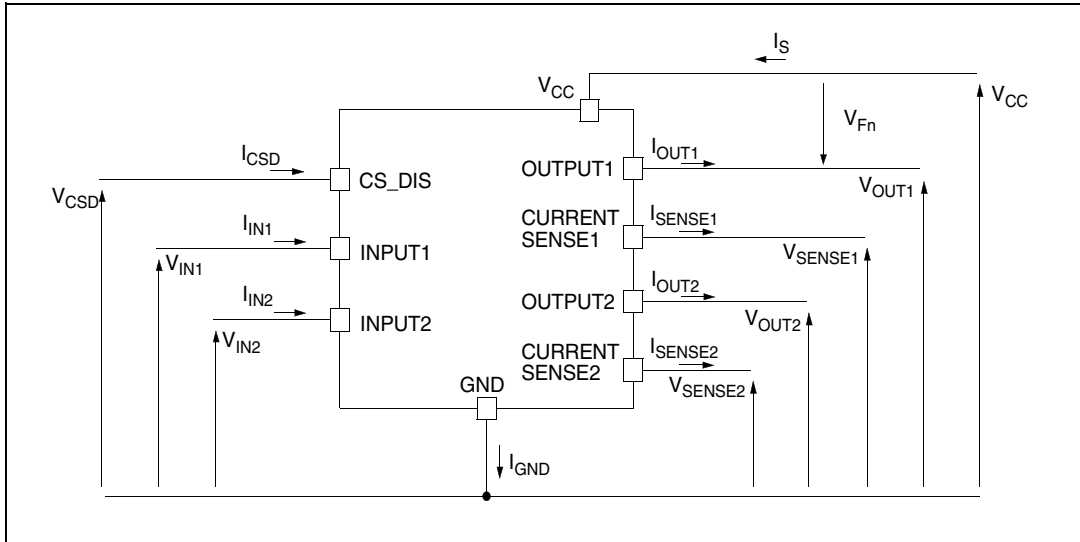 I_S
V_CC
V_CC
V_Fn
I_CSD
CS_DIS
V_CSD
OUTPUT1
I_OUT1
V_OUT1
I_IN1
INPUT1
V_IN1
CURRENT
SENSE1
I_SENSE1
V_SENSE1
I_IN2
INPUT2
V_IN2
OUTPUT2
I_OUT2
V_OUT2
CURRENT
SENSE2
I_SENSE2
V_SENSE2
GND
I_GND